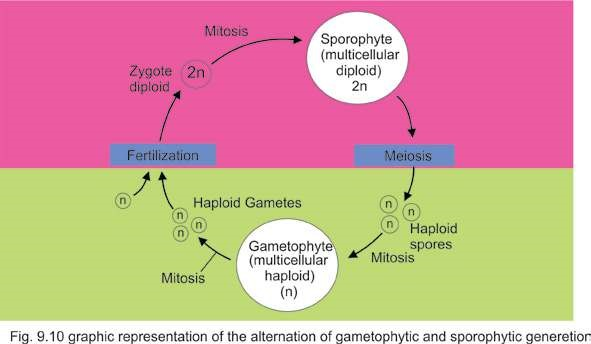 Mitosis
Sporophyte
(multicellular
diploid)
2n
Zygote
diploid
2n
Fertilization
Meiosis
n
Haploid Gametes
n
n
n
n
n
n
Haploid
spores
Gametophyte
(multicellular
haploid)
(n)
Mitosis
Mitosis
Fig. 9.10 graphic representation of the alternation of gametophytic and sporophytic generetion